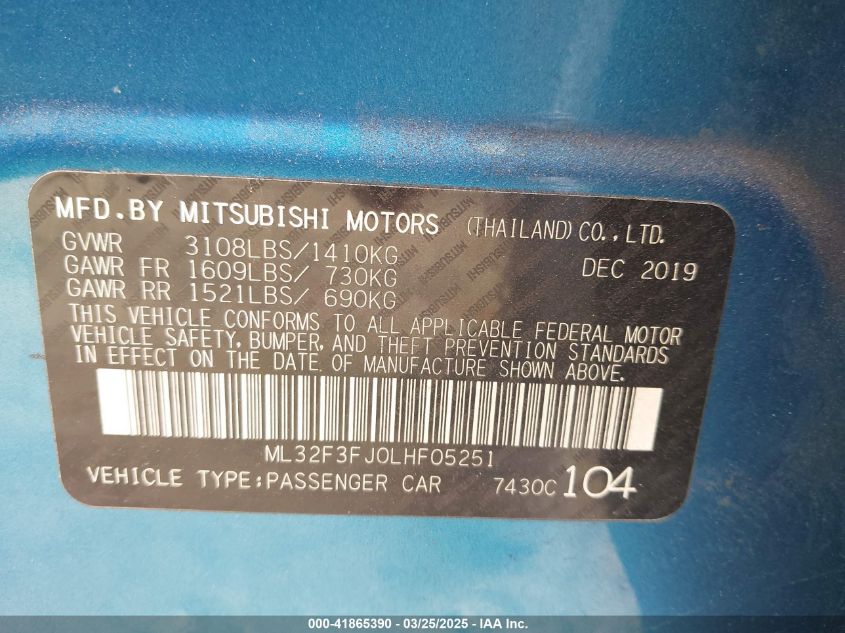 MFD.BY MITSUBISHI MOTORS (THAILAND) CO.,LTD.
GVWR 3108LBS/1410KG DEC 2019
GAWR FR 1609LBS/ 730KG
GAWR RR 1521LBS/ 690KG
THIS VEHICLE CONFORMS TO ALL APPLICABLE FEDERAL MOTOR
VEHICLE SAFETY, BUMPER, AND THEFT PREVENTION STANDARDS
IN EFFECT ON THE DATE OF MANUFACTURE SHOWN ABOVE.
ML32F3FJ0LHF05251
VEHICLE TYPE:PASSENGER CAR 7430C 104
000-41865390 - 03/25/2025 - IAA Inc.